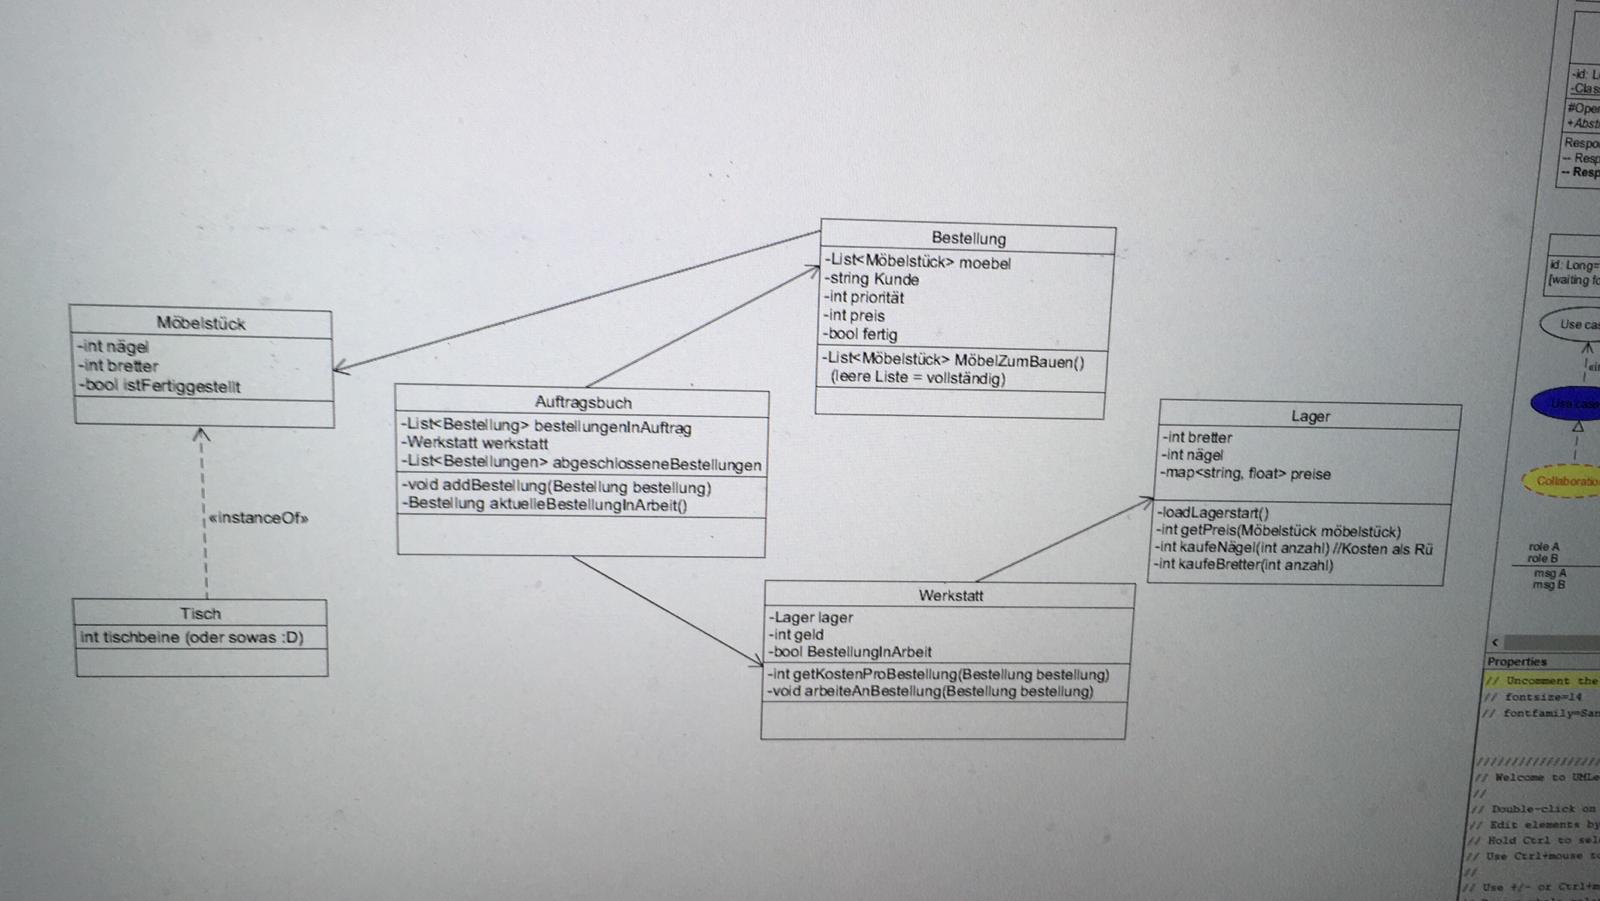 Möbelstück
-int nägel
-int bretter
-bool istFertiggestellt
«instanceOf»
Tisch
int tischbeine (oder sowas :D)
Auftragsbuch
-List<Bestellung> bestellungenInAuftrag
-Werkstatt werkstatt
-List<Bestellungen> abgeschlosseneBestellungen
-void addBestellung(Bestellung bestellung)
-Bestellung aktuelleBestellungInArbeit()
Bestellung
-List<Möbelstück> moebel
-string Kunde
-int priorität
-int preis
-bool fertig
-List<Möbelstück> MöbelZumBauen()
(leere Liste = vollständig)
Werkstatt
-Lager lager
-int geld
-bool BestellungInArbeit
-int getKostenProBestellung(Bestellung bestellung)
-void arbeiteAnBestellung(Bestellung bestellung)
Lager
-int bretter
-int nägel
-map<string, float> preise
-loadLagerstart()
-int getPreis(Möbelstück möbelstück)
-int kaufeNägel(int anzahl) //Kosten als Rü
-int kaufeBretter(int anzahl)
-id: L
-Clas
#Oper
+Abst
Respo
-- Resp
-- Resp
id: Long=
[waiting fo
Use cas
Use case
Collaboratio
role A
role B
msg A
msg B
<
Properties
// Uncomment the
// fontsize=14
// fontfamily=San
// Welcome to UMLe
//
// Double-click on
// Edit elements by
// Hold Ctrl to sel
// Use Ctrl+mouse to
//
// Use +/- or Ctrl+m